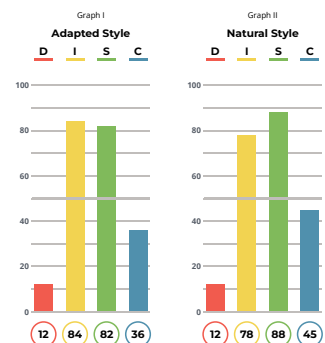 Graph I
Adapted Style
D I S C
100
80
60
40
20
0
12 84 82 36
Graph II
Natural Style
D I S C
100
80
60
40
20
0
12 78 88 45